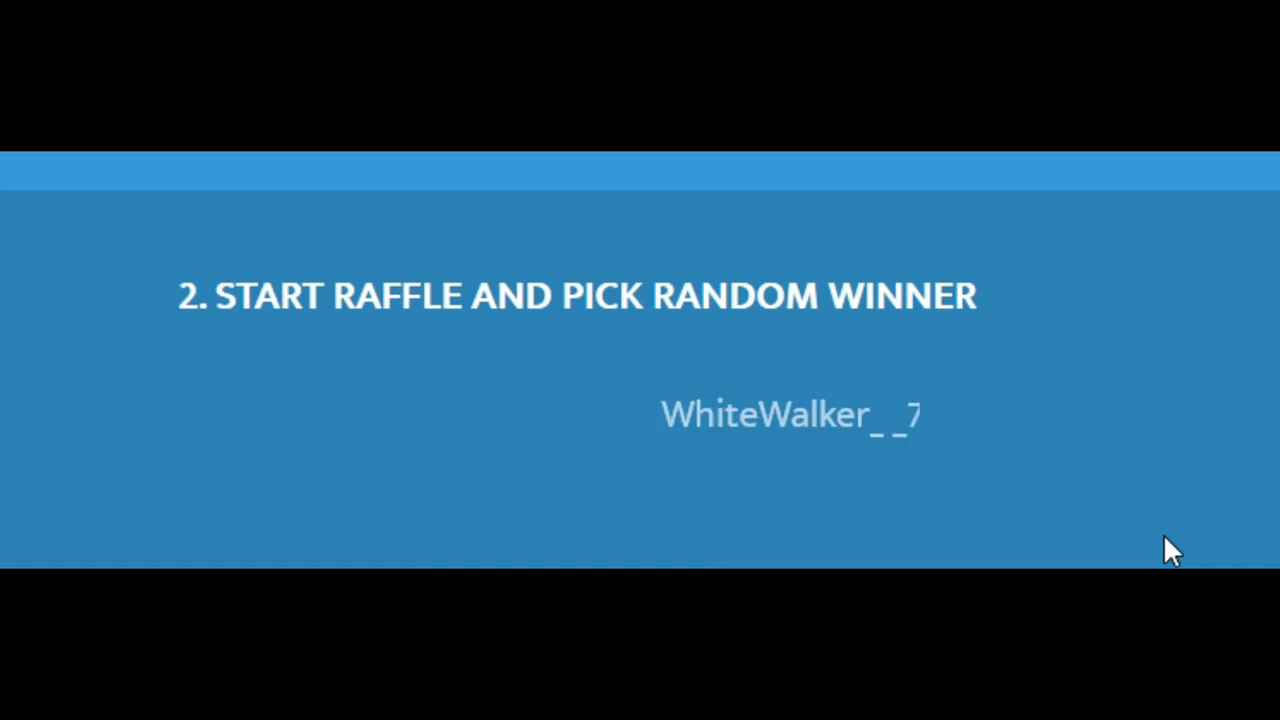 2. START RAFFLE AND PICK RANDOM WINNER
WhiteWalker_ _7